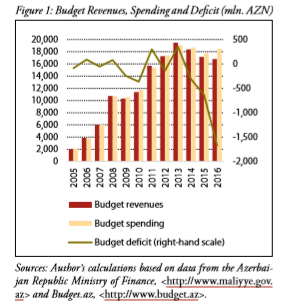 Figure 1: Budget Revenues, Spending and Deficit (mln. AZN)
20,000
18,000
16,000
14,000
12,000
10,000
8,000
6,000
4,000
2,000
0
500
0
-500
-1,000
-1,500
-2,000
2005 2006 2007 2008 2009 2010 2011 2012 2013 2014 2015 2016
Budget revenues
Budget spending
Budget deficit (right-hand scale)
Sources: Author's calculations based on data from the Azerbai-
jan Republic Ministry of Finance, <http://www.maliyye.gov.
az> and Budget.az, <http://www.budget.az>.